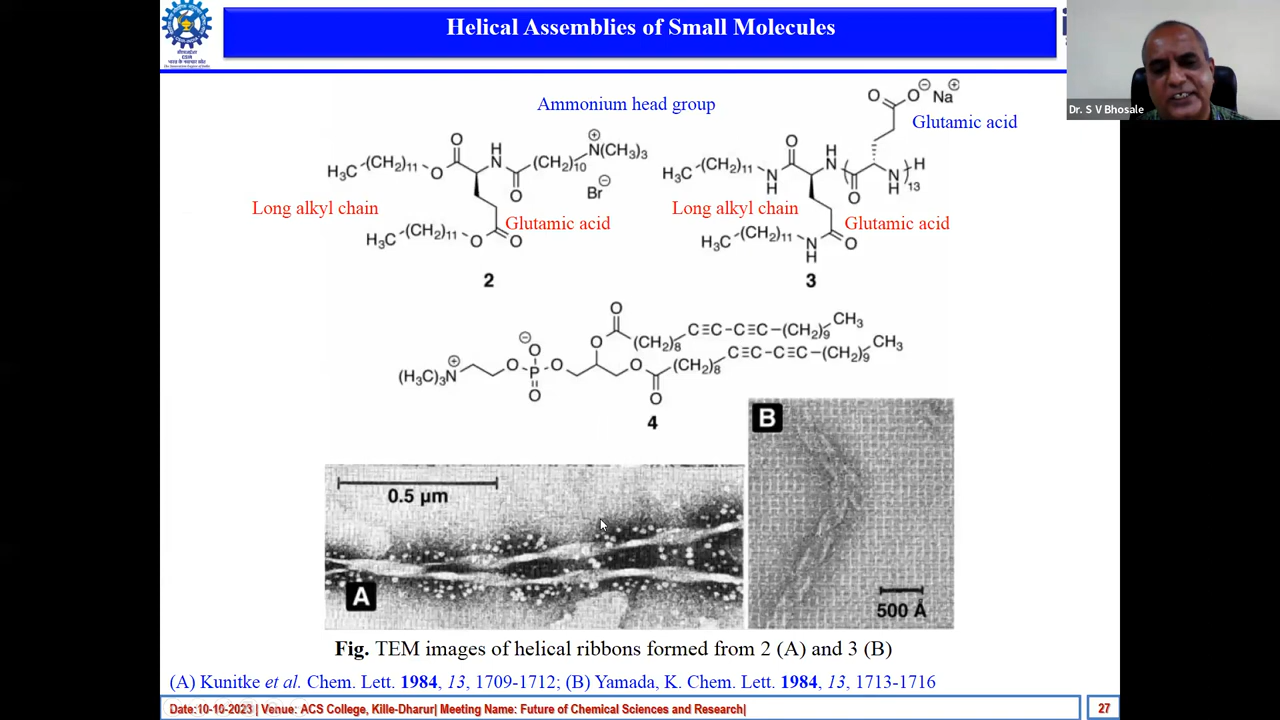 Helical Assemblies of Small Molecules
Dr. S V Bhosale
Ammonium head group
Glutamic acid
O O⊖ Na⊕
O H N O (CH₂)₁₀ N⊕(CH₃)₃
H₃C-(CH₂)₁₁ O
Br⊖
Long alkyl chain
Glutamic acid
H₃C-(CH₂)₁₁ O O
2
H₃C-(CH₂)₁₁ N H O H N O N H H 13
Long alkyl chain
Glutamic acid
H₃C-(CH₂)₁₁ N H O
3
O (CH₂)₈ C≡C-C≡C-(CH₂)₉ CH₃
(H₃C)₃N⊕ O P O⊖ O O O O (CH₂)₈ C≡C-C≡C-(CH₂)₉ CH₃
O
4
0.5 µm
A
B
500 Å
Fig. TEM images of helical ribbons formed from 2 (A) and 3 (B)
(A) Kunitke et al. Chem. Lett. 1984, 13, 1709-1712; (B) Yamada, K. Chem. Lett. 1984, 13, 1713-1716
Date:10-10-2023| Venue: ACS College, Kille-Dharur| Meeting Name: Future of Chemical Sciences and Research|
27